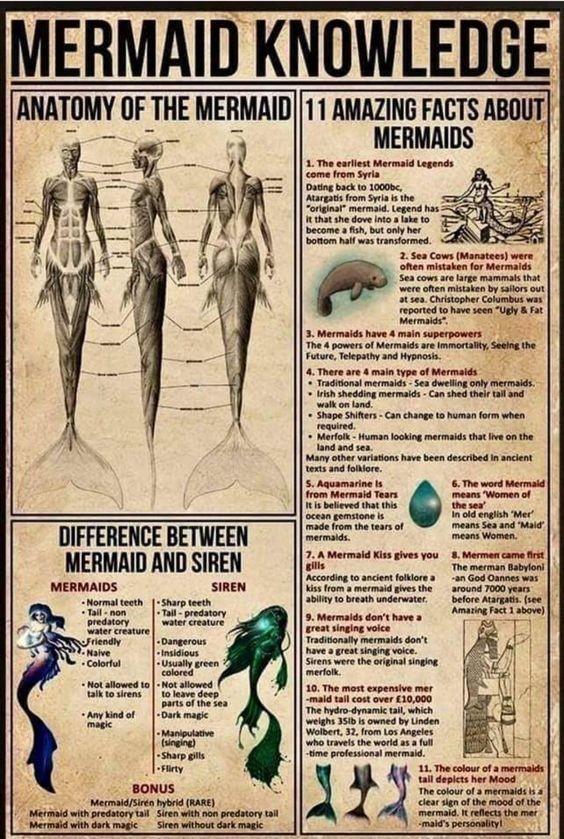 MERMAID KNOWLEDGE
ANATOMY OF THE MERMAID
11 AMAZING FACTS ABOUT
MERMAIDS
1. The earliest Mermaid Legends
come from Syria
Dating back to 1000bc,
Atargatis from Syria is the
"original" mermaid. Legend has
it that she dove into a lake to
become a fish, but only her
bottom half was transformed.
2. Sea Cows (Manatees) were
often mistaken for Mermaids
Sea cows are large mammals that
were often mistaken by sailors out
at sea. Christopher Columbus was
reported to have seen "Ugly & Fat
Mermaids".
3. Mermaids have 4 main superpowers
The 4 powers of Mermaids are Immortality, Seeing the
Future, Telepathy and Hypnosis.
4. There are 4 main type of Mermaids
• Traditional mermaids - Sea dwelling only mermaids.
• Irish shedding mermaids - Can shed their tail and
walk on land.
• Shape Shifters - Can change to human form when
required.
• Merfolk - Human looking mermaids that live on the
land and sea.
Many other variations have been described in ancient
texts and folklore.
5. Aquamarine Is
from Mermaid Tears
It is believed that this
ocean gemstone is
made from the tears of
mermaids.
6. The word Mermaid
means 'Women of
the sea'
In old english 'Mer'
means Sea and 'Maid'
means Women.
7. A Mermaid Kiss gives you
gills
According to ancient folklore a
kiss from a mermaid gives the
ability to breath underwater.
8. Mermen came first
The merman Babyloni
-an God Oannes was
around 7000 years
before Atargatis. (see
Amazing Fact 1 above)
9. Mermaids don't have a
great singing voice
Traditionally mermaids don't
have a great singing voice.
Sirens were the original singing
merfolk.
10. The most expensive mer
-maid tail cost over £10,000
The hydro-dynamic tail, which
weighs 35lb is owned by Linden
Wolbert, 32, from Los Angeles
who travels the world as a full
-time professional mermaid.
11. The colour of a mermaids
tail depicts her Mood
The colour of a mermaids is a
clear sign of the mood of the
mermaid. It reflects the mer
-maid's personality!
DIFFERENCE BETWEEN
MERMAID AND SIREN
MERMAIDS
• Normal teeth
• Tail - non
predatory
water creature
• Friendly
• Naive
• Colorful
• Not allowed to
talk to sirens
• Any kind of
magic
SIREN
• Sharp teeth
• Tail - predatory
water creature
• Dangerous
• Insidious
• Usually green
colored
• Not allowed
to leave deep
parts of the sea
• Dark magic
• Manipulative
(singing)
• Sharp gills
• Flirty
BONUS
Mermaid/Siren hybrid (RARE)
Mermaid with predatory tail Siren with non predatory tail
Mermaid with dark magic Siren without dark magic